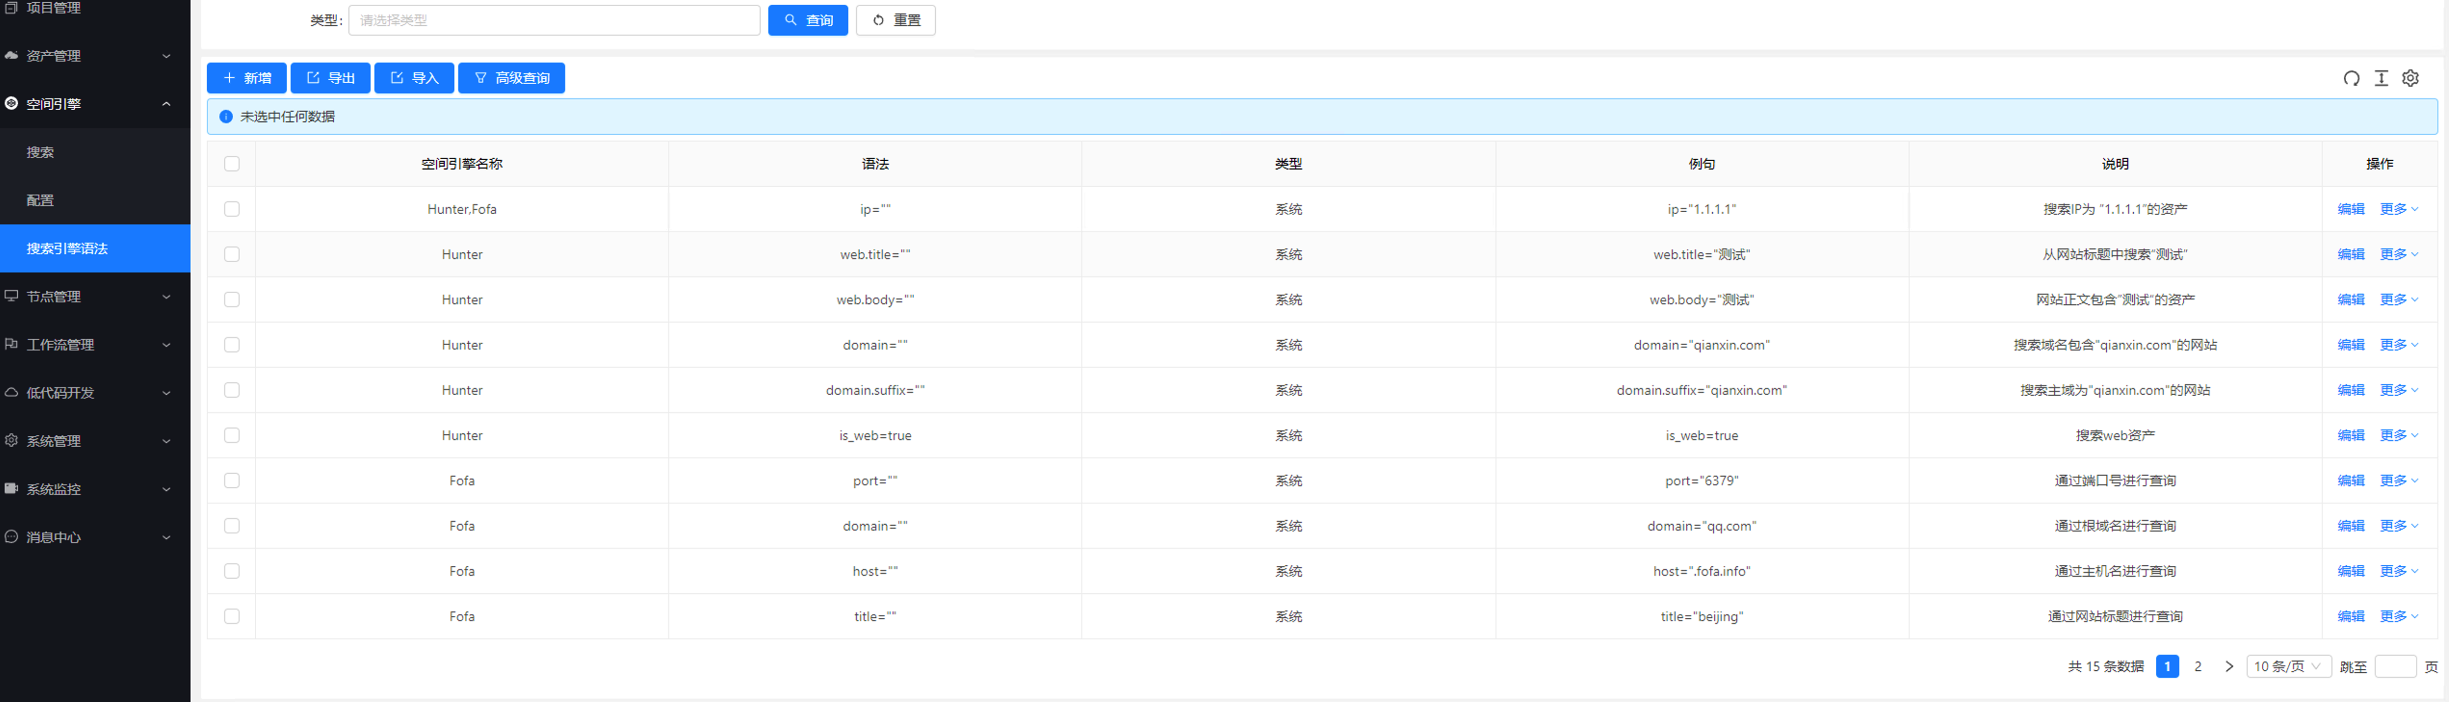 项目管理
资产管理
空间引擎
搜索
配置
搜索引擎语法
节点管理
工作流管理
低代码开发
系统管理
系统监控
消息中心
类型: 请选择类型 查询 重置
新增 导出 导入 高级查询
未选中任何数据
空间引擎名称 语法 类型 例句 说明 操作
Hunter,Fofa ip="" 系统 ip="1.1.1.1" 搜索IP为 "1.1.1.1"的资产 编辑 更多
Hunter web.title="" 系统 web.title="测试" 从网站标题中搜索"测试" 编辑 更多
Hunter web.body="" 系统 web.body="测试" 网站正文包含"测试"的资产 编辑 更多
Hunter domain="" 系统 domain="qianxin.com" 搜索域名包含"qianxin.com"的网站 编辑 更多
Hunter domain.suffix="" 系统 domain.suffix="qianxin.com" 搜索主域为"qianxin.com"的网站 编辑 更多
Hunter is_web=true 系统 is_web=true 搜索web资产 编辑 更多
Fofa port="" 系统 port="6379" 通过端口号进行查询 编辑 更多
Fofa domain="" 系统 domain="qq.com" 通过根域名进行查询 编辑 更多
Fofa host="" 系统 host=".fofa.info" 通过主机名进行查询 编辑 更多
Fofa title="" 系统 title="beijing" 通过网站标题进行查询 编辑 更多
共 15 条数据 1 2 10 条/页 跳至 页